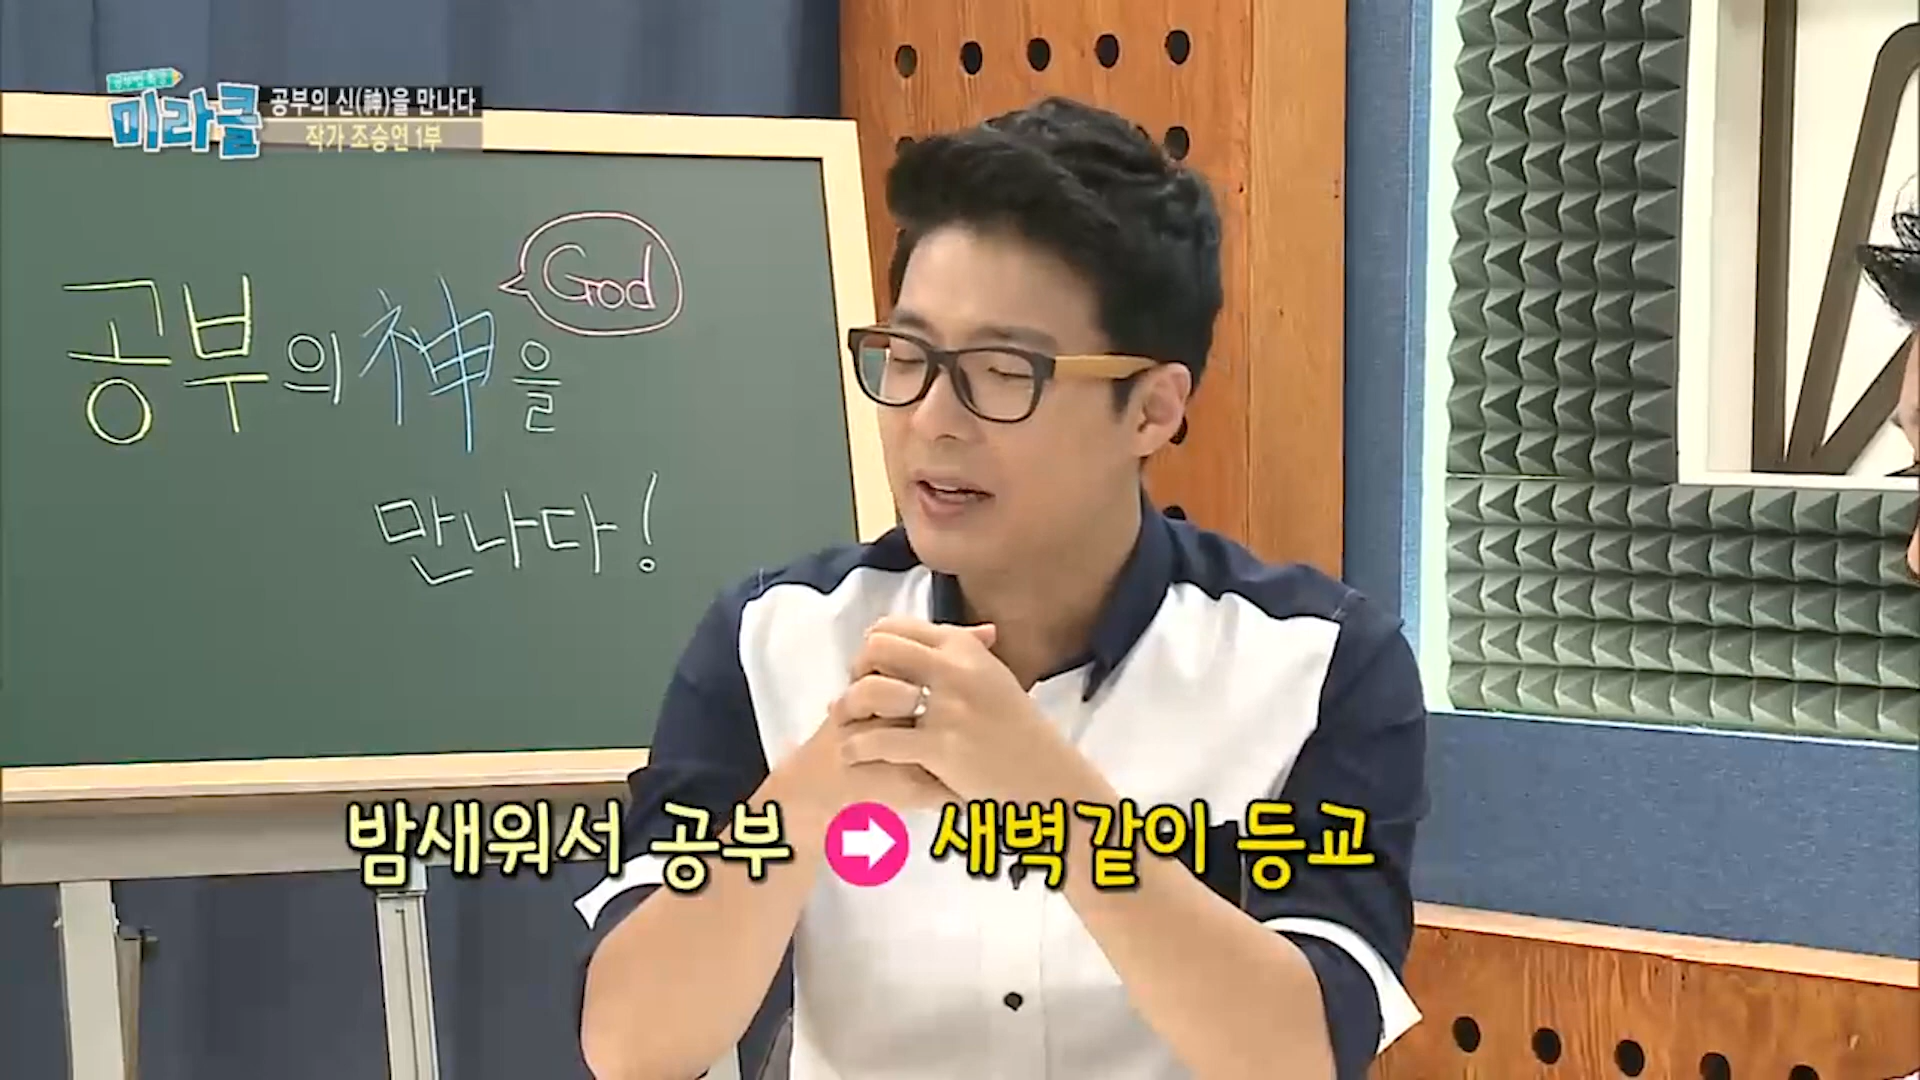 미라클
공부의 신(神)을 만나다
작가 조승연 1부
God
공부의 神을
만나다!
밤새워서 공부 새벽같이 등교